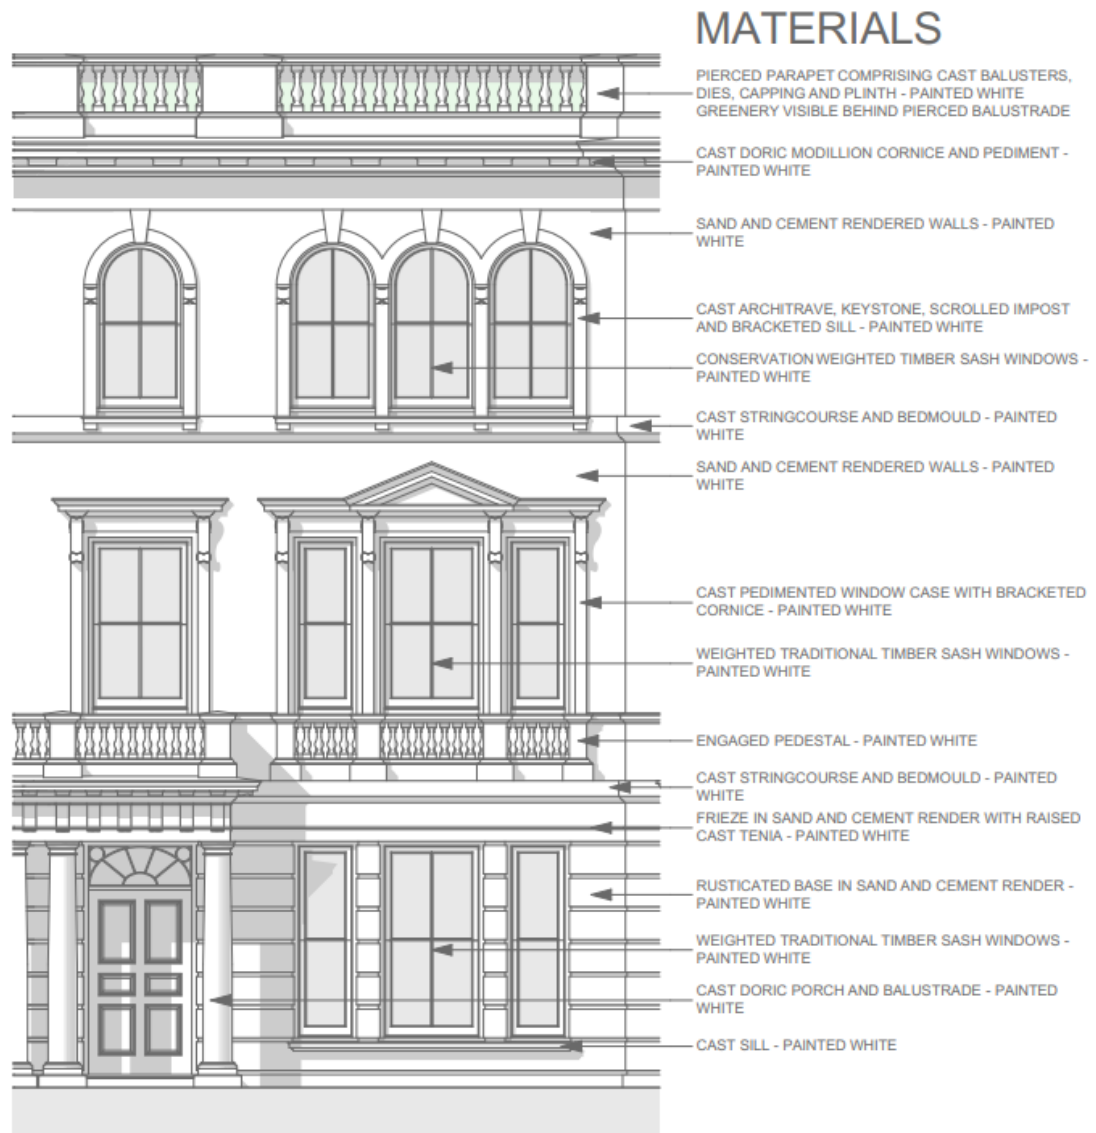 MATERIALS
PIERCED PARAPET COMPRISING CAST BALUSTERS,
DIES, CAPPING AND PLINTH - PAINTED WHITE
GREENERY VISIBLE BEHIND PIERCED BALUSTRADE
CAST DORIC MODILLION CORNICE AND PEDIMENT -
PAINTED WHITE
SAND AND CEMENT RENDERED WALLS - PAINTED
WHITE
CAST ARCHITRAVE, KEYSTONE, SCROLLED IMPOST
AND BRACKETED SILL - PAINTED WHITE
CONSERVATION WEIGHTED TIMBER SASH WINDOWS -
PAINTED WHITE
CAST STRINGCOURSE AND BEDMOULD - PAINTED
WHITE
SAND AND CEMENT RENDERED WALLS - PAINTED
WHITE
CAST PEDIMENTED WINDOW CASE WITH BRACKETED
CORNICE - PAINTED WHITE
WEIGHTED TRADITIONAL TIMBER SASH WINDOWS -
PAINTED WHITE
ENGAGED PEDESTAL - PAINTED WHITE
CAST STRINGCOURSE AND BEDMOULD - PAINTED
WHITE
FRIEZE IN SAND AND CEMENT RENDER WITH RAISED
CAST TENIA - PAINTED WHITE
RUSTICATED BASE IN SAND AND CEMENT RENDER -
PAINTED WHITE
WEIGHTED TRADITIONAL TIMBER SASH WINDOWS -
PAINTED WHITE
CAST DORIC PORCH AND BALUSTRADE - PAINTED
WHITE
CAST SILL - PAINTED WHITE